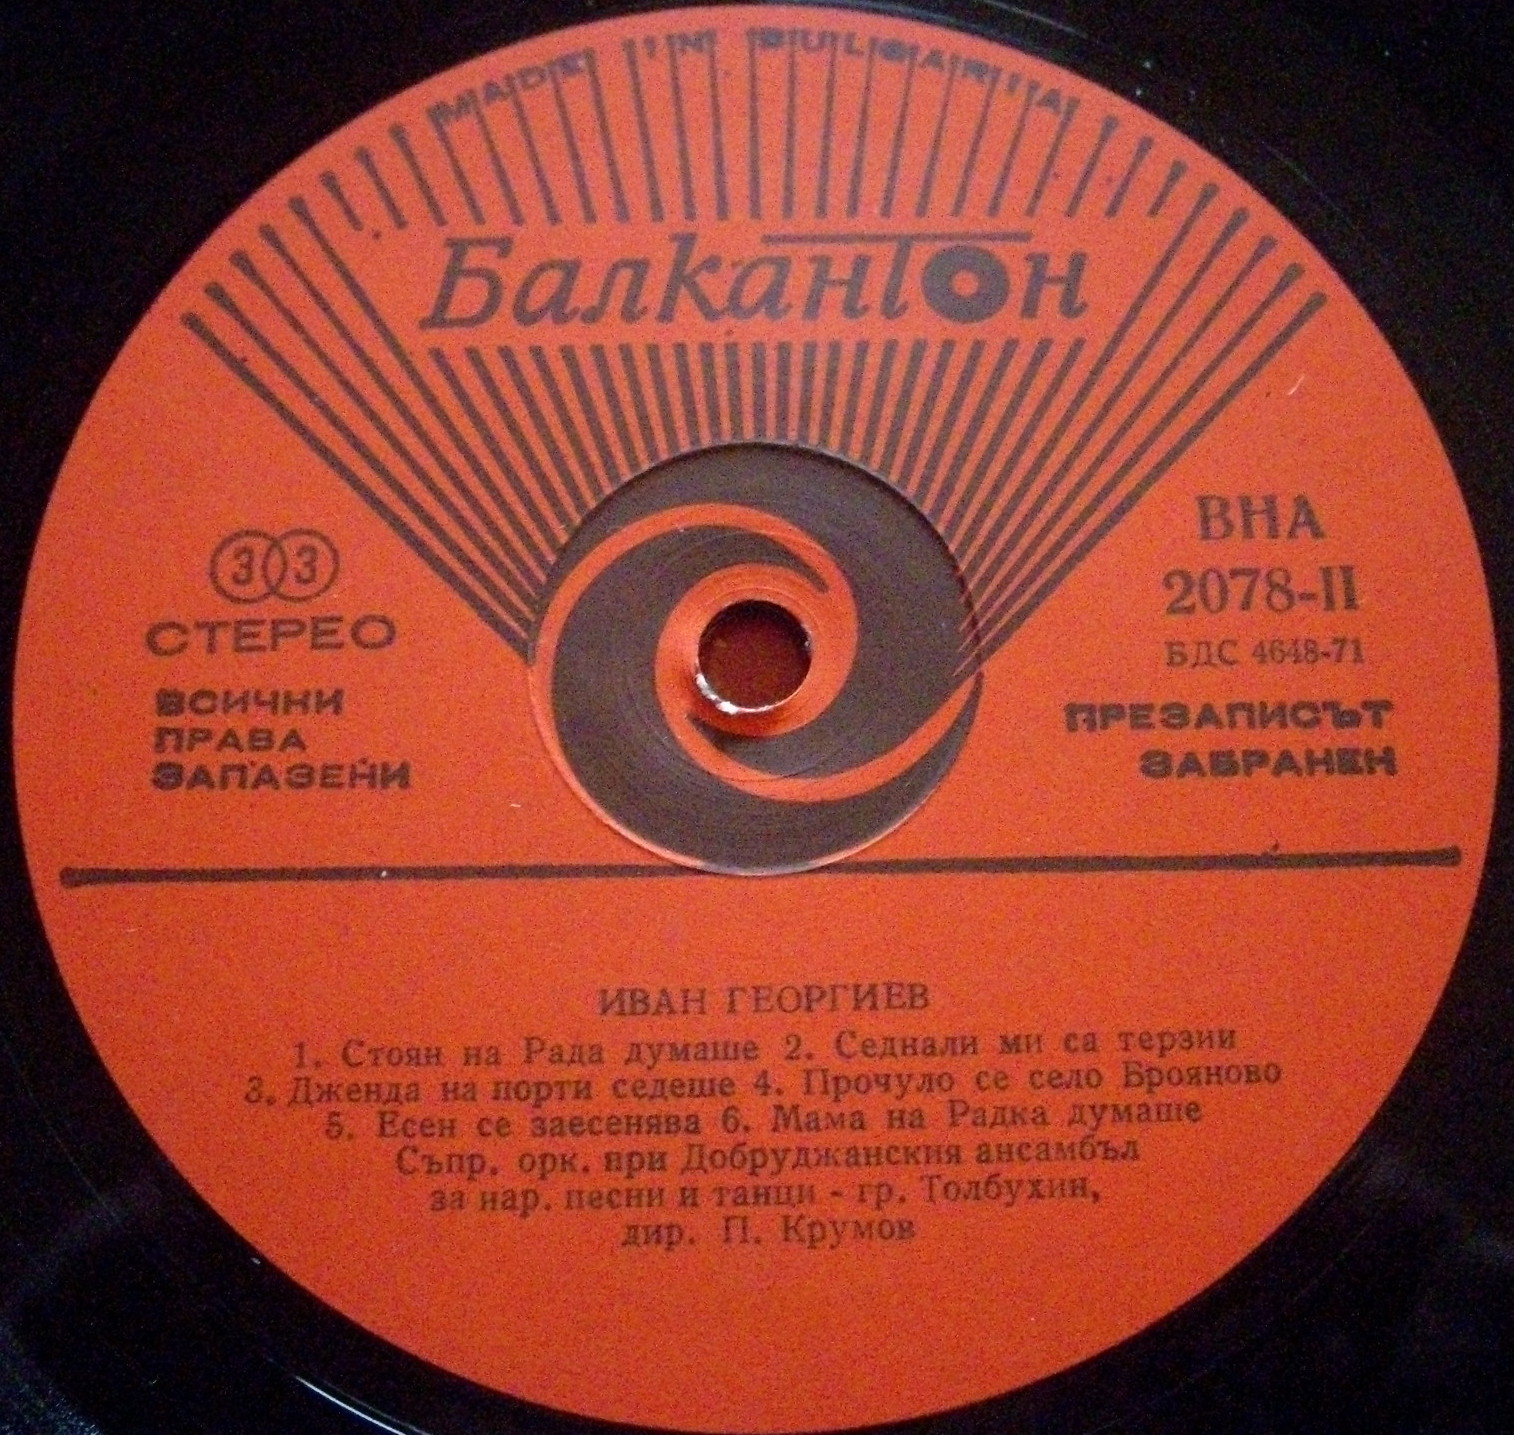 MADE IN BULGARIA
Балкантон
33
СТЕРЕО
ВСИЧНИ
ПРАВА
ЗАПАЗЕНИ
ВНА
2078-II
БДС 4648-71
ПРЕЗАПИСЪТ
ЗАБРАНЕН
ИВАН ГЕОРГИЕВ
1. Стоян на Рада думаше 2. Седнали ми са терзии
3. Дженда на порти седеше 4. Прочуло се село Брояново
5. Есен се заесенява 6. Мама на Радка думаше
Съпр. орк. при Добруджанския ансамбъл
за нар. песни и танци - гр. Толбухин,
дир. П. Крумов